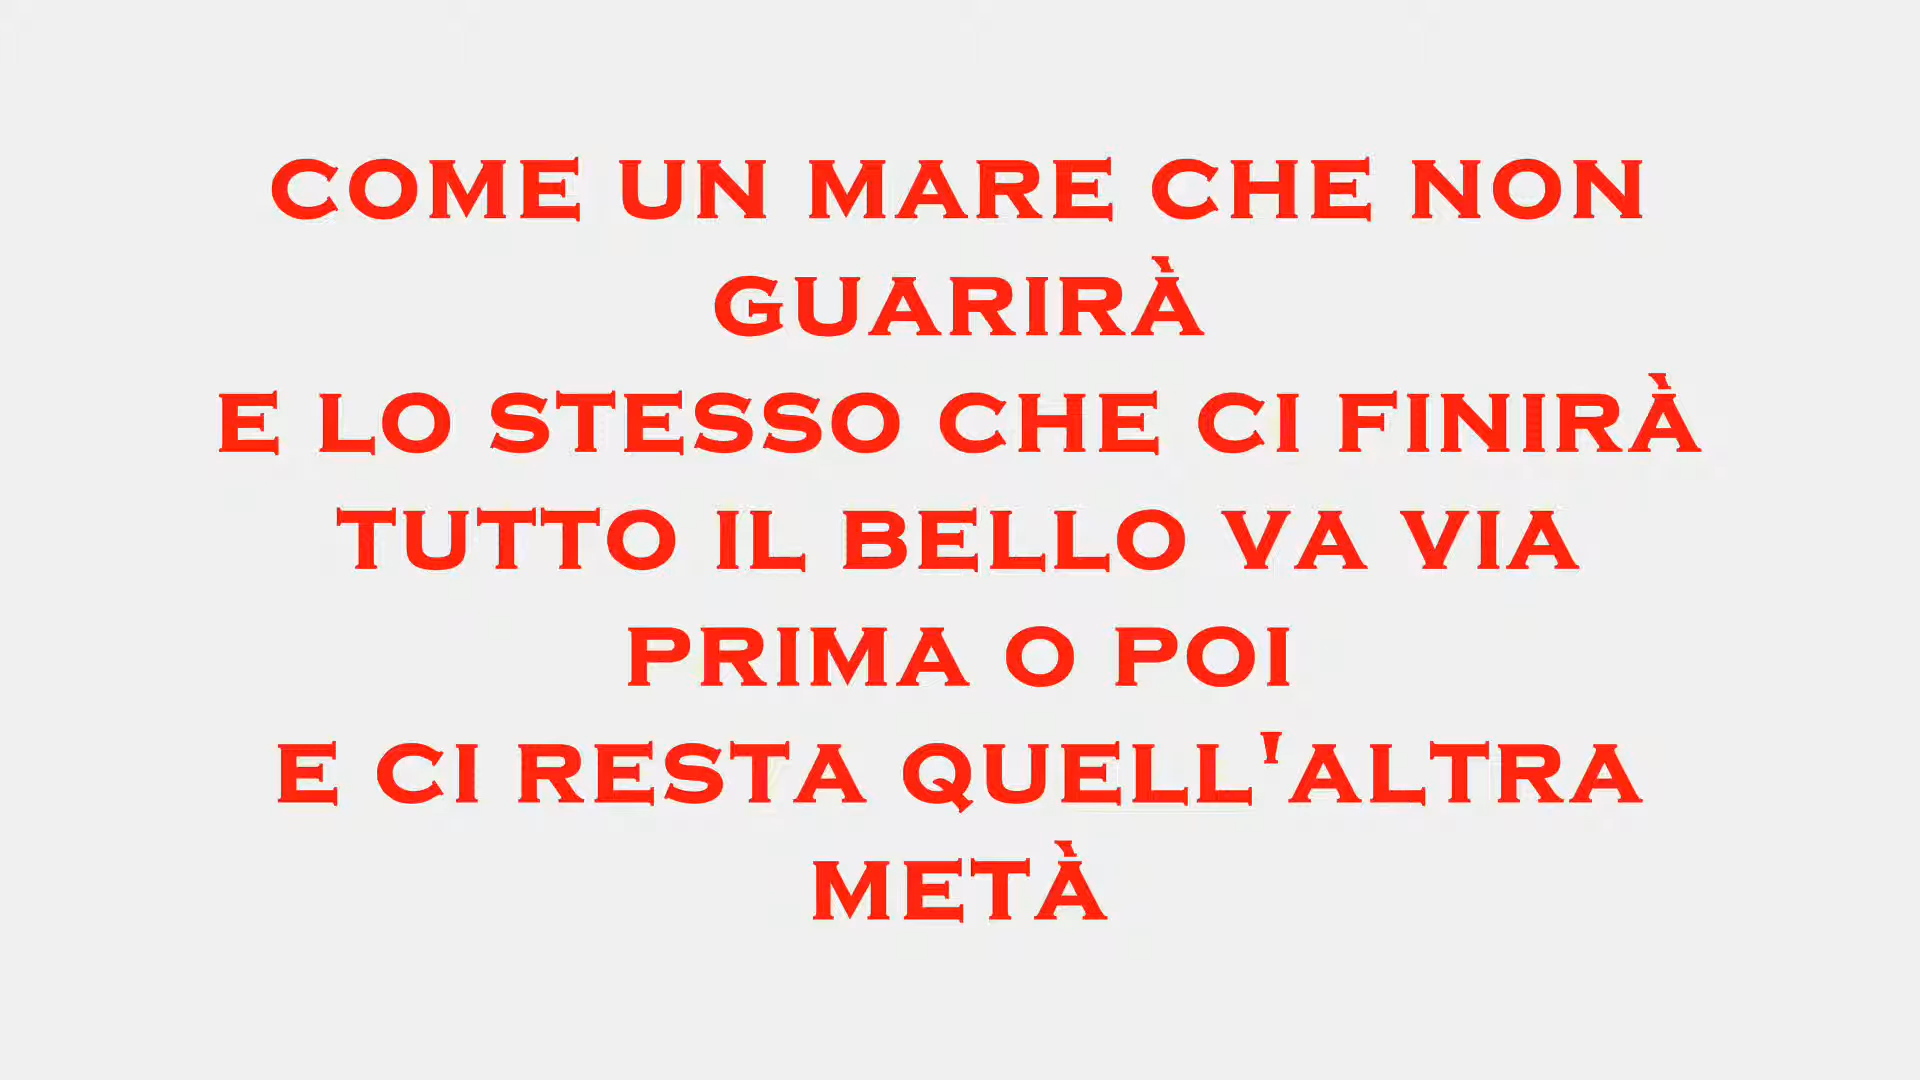 COME UN MARE CHE NON
GUARIRÀ
E LO STESSO CHE CI FINIRÀ
TUTTO IL BELLO VA VIA
PRIMA O POI
E CI RESTA QUELL'ALTRA
METÀ